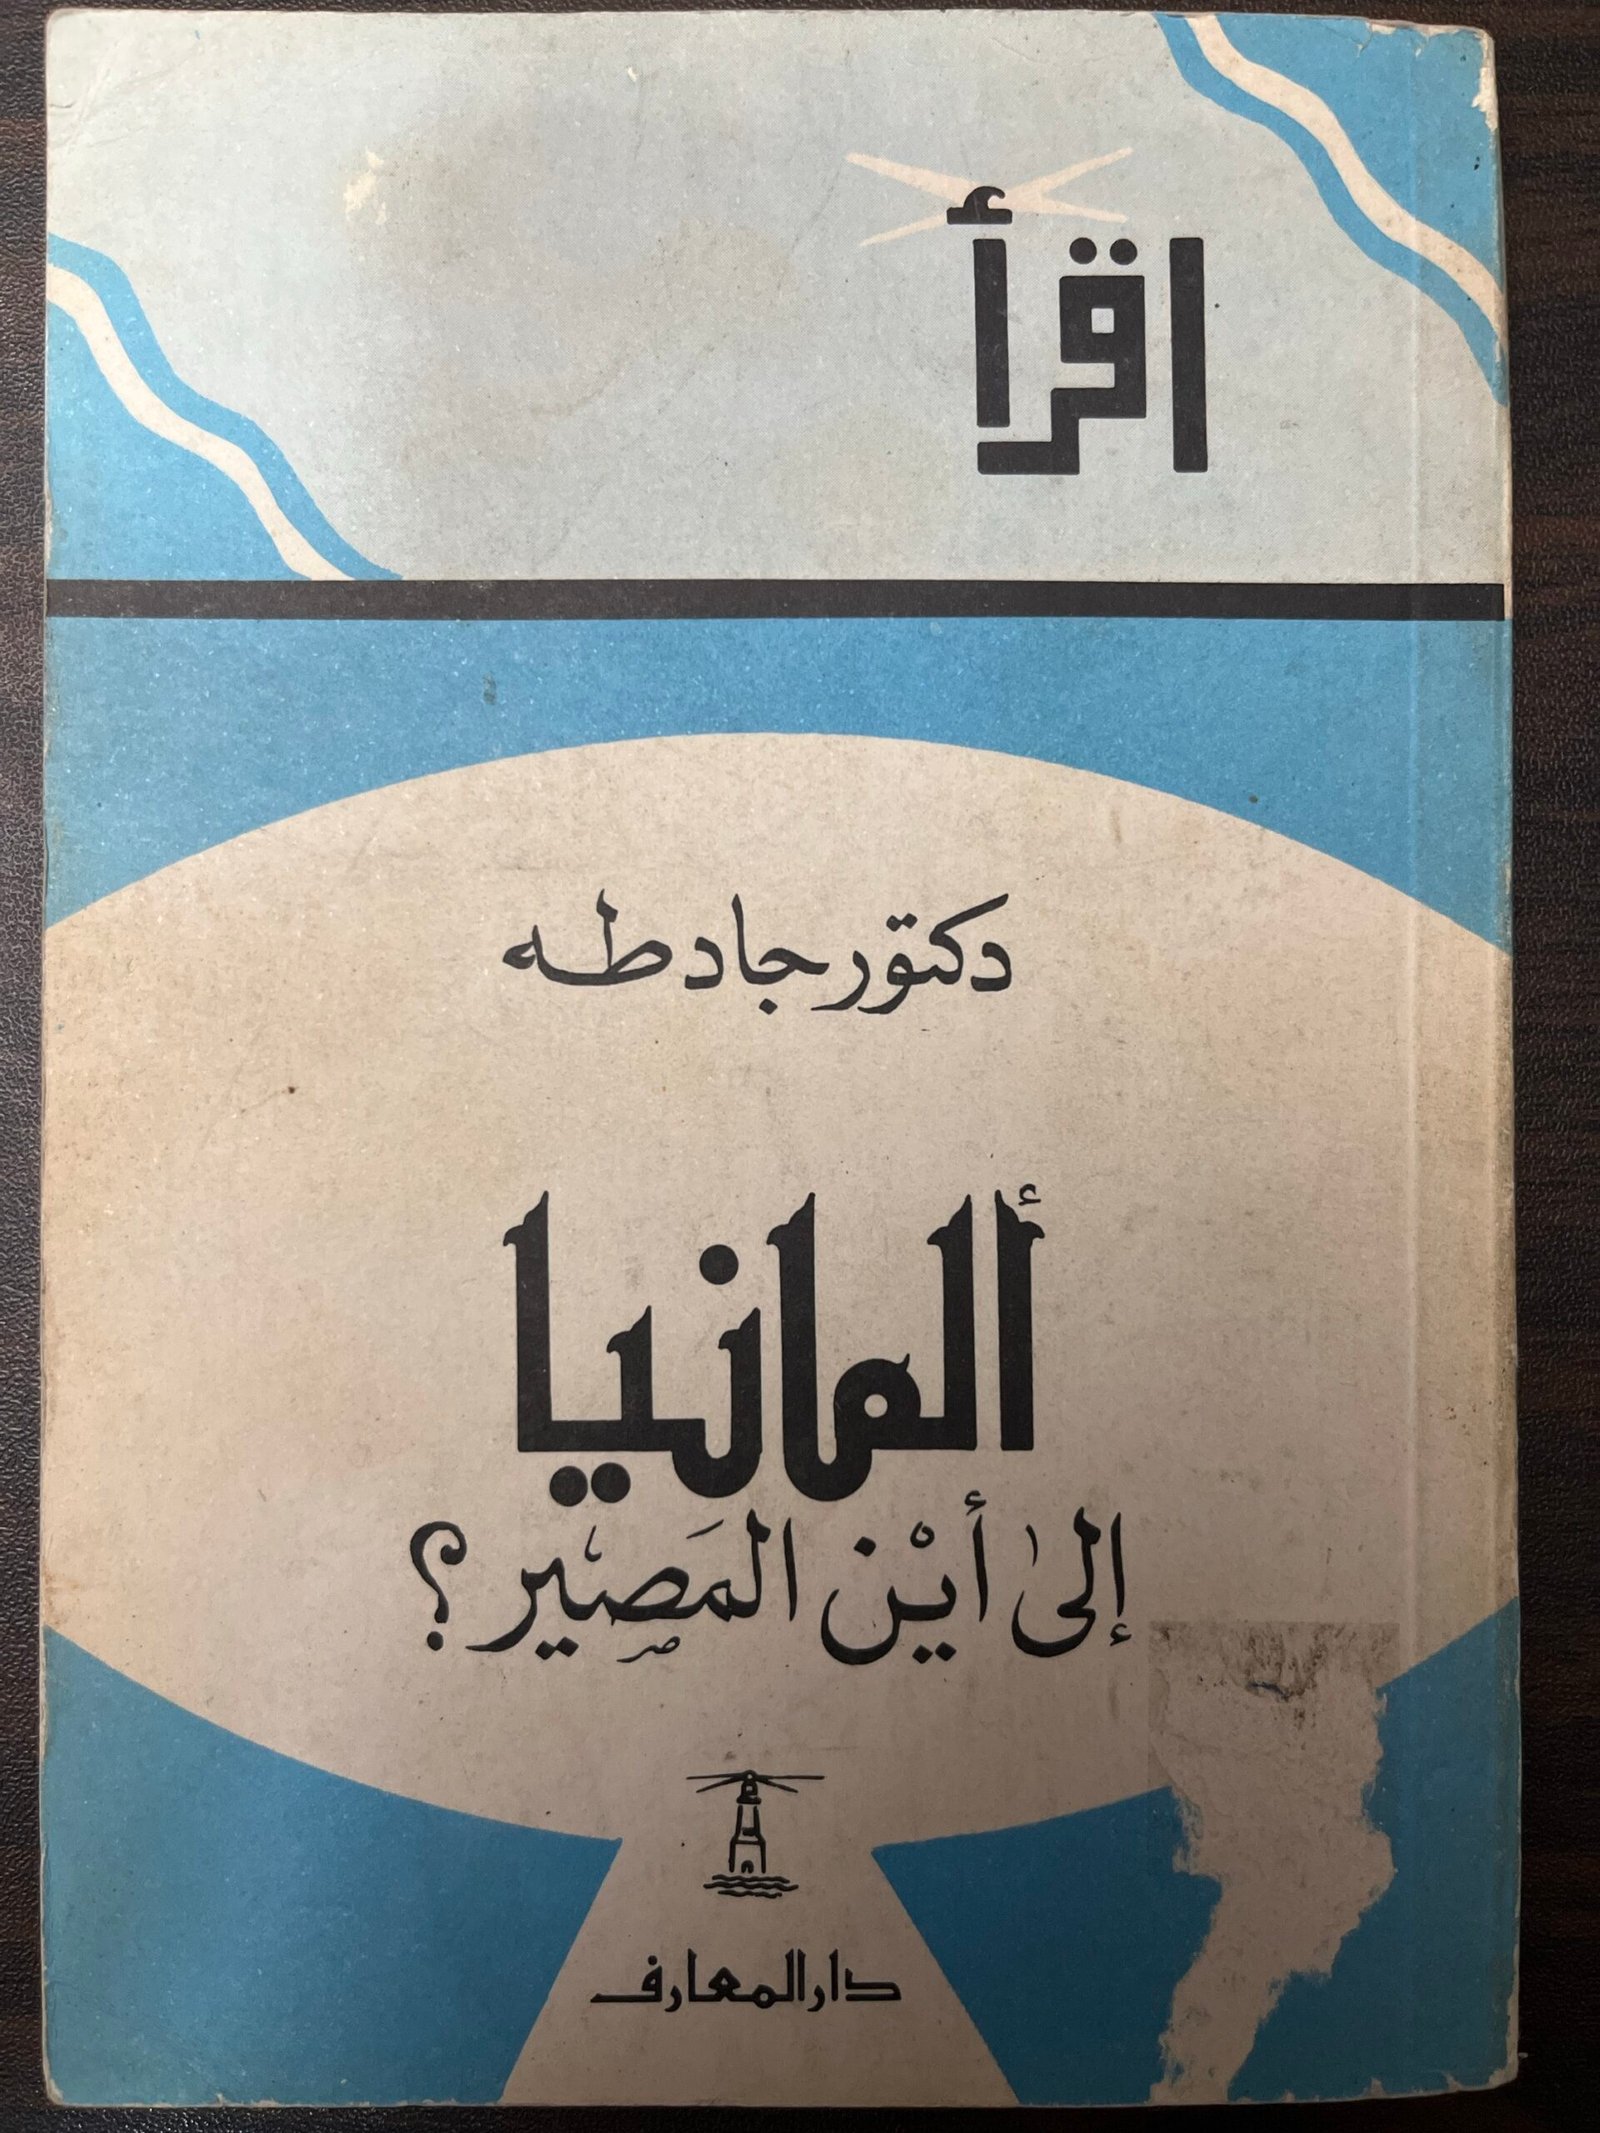 اقرأ
دكتور جاد طه
ألمانيا
إلى أيْن المَصِير؟
دار المعارف